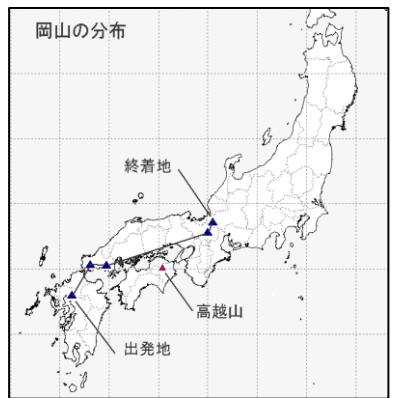 岡山の分布
終着地
高越山
出発地